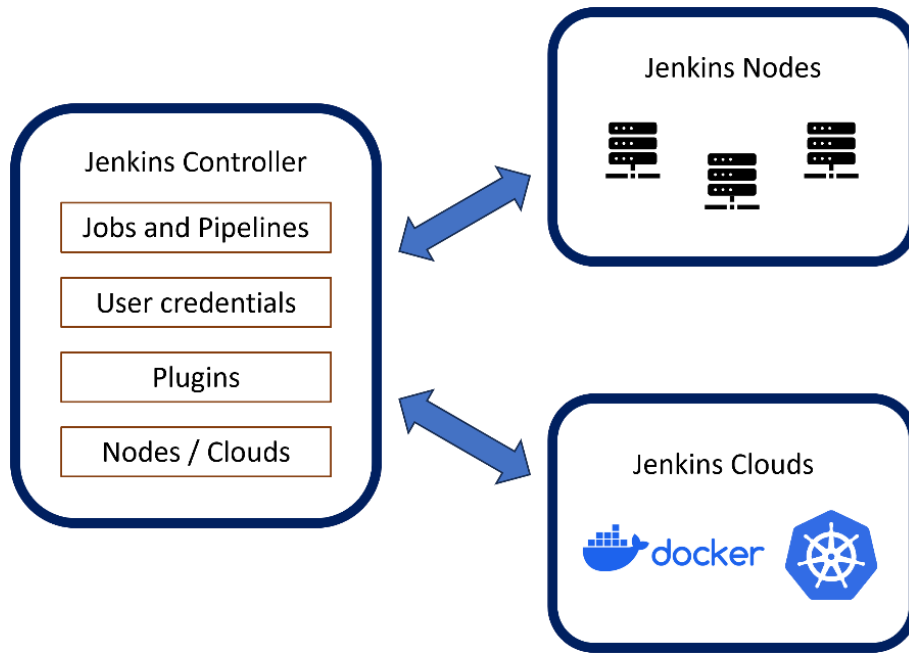 Jenkins Controller
Jobs and Pipelines
User credentials
Plugins
Nodes / Clouds
Jenkins Nodes
Jenkins Clouds
docker